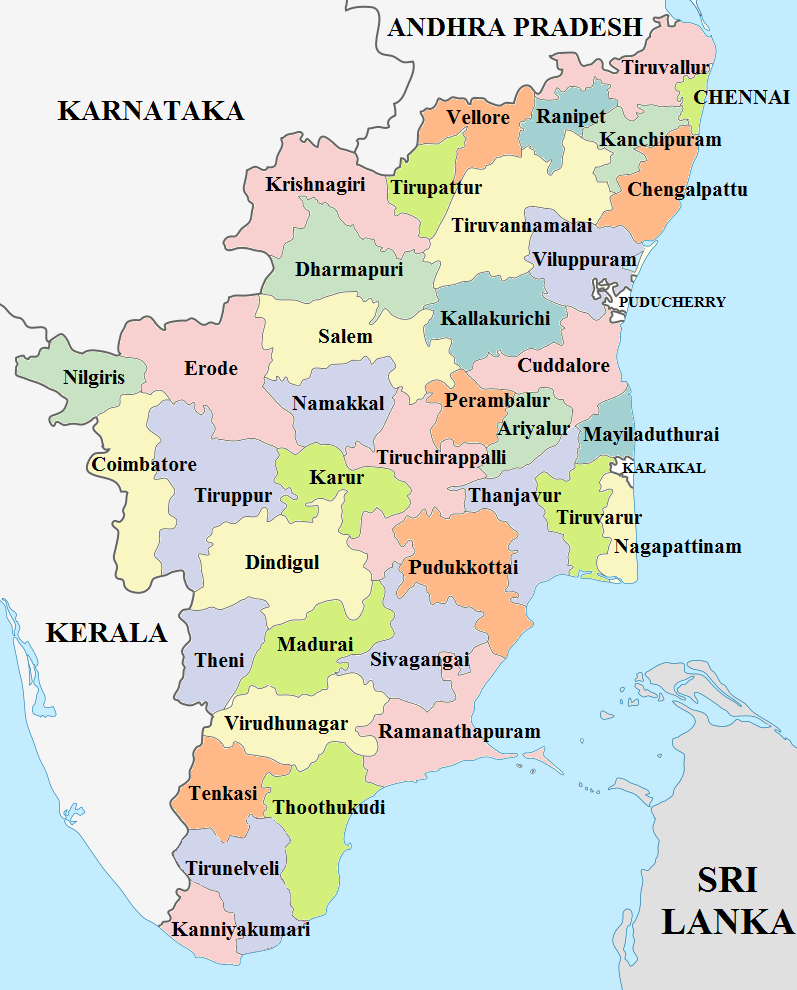 ANDHRA PRADESH
Tiruvallur
CHENNAI
KARNATAKA
Vellore
Ranipet
Kanchipuram
Krishnagiri
Tirupattur
Chengalpattu
Tiruvannamalai
Viluppuram
Dharmapuri
PUDUCHERRY
Kallakurichi
Salem
Cuddalore
Erode
Nilgiris
Namakkal
Perambalur
Ariyalur
Mayiladuthurai
Tiruchirappalli
Coimbatore
KARAIKAL
Karur
Tiruppur
Thanjavur
Tiruvarur
Nagapattinam
Dindigul
Pudukkottai
KERALA
Madurai
Theni
Sivagangai
Virudhunagar
Ramanathapuram
Tenkasi
Thoothukudi
Tirunelveli
SRI
LANKA
Kanniyakumari